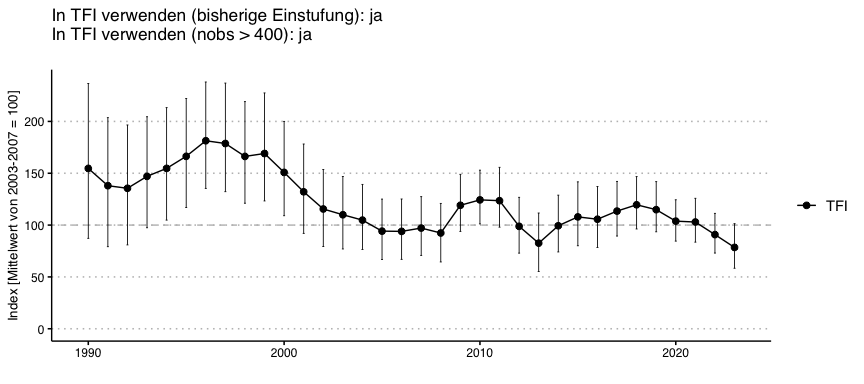 In TFI verwenden (bisherige Einstufung): ja
In TFI verwenden (nobs > 400): ja
Index [Mittelwert von 2003-2007 = 100]
200
150
100
50
0
1990
2000
2010
2020
TFI